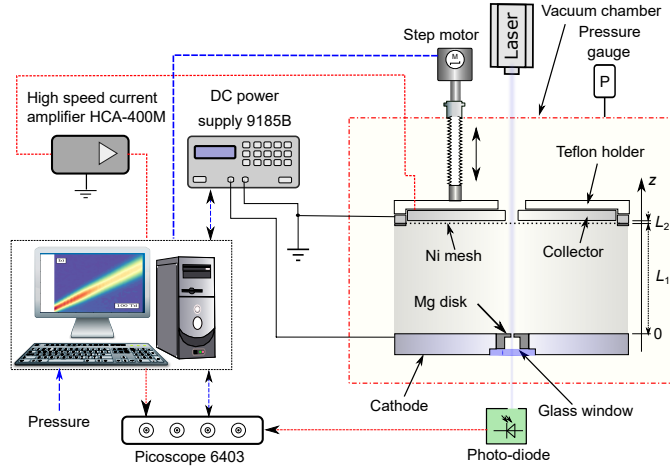 Vacuum chamber
Pressure
gauge
Step motor
Laser
M
P
High speed current
amplifier HCA-400M
DC power
supply 9185B
z
Teflon holder
L2
Ni mesh
Collector
L1
Mg disk
0
Cathode
Glass window
Pressure
Picoscope 6403
Photo-diode